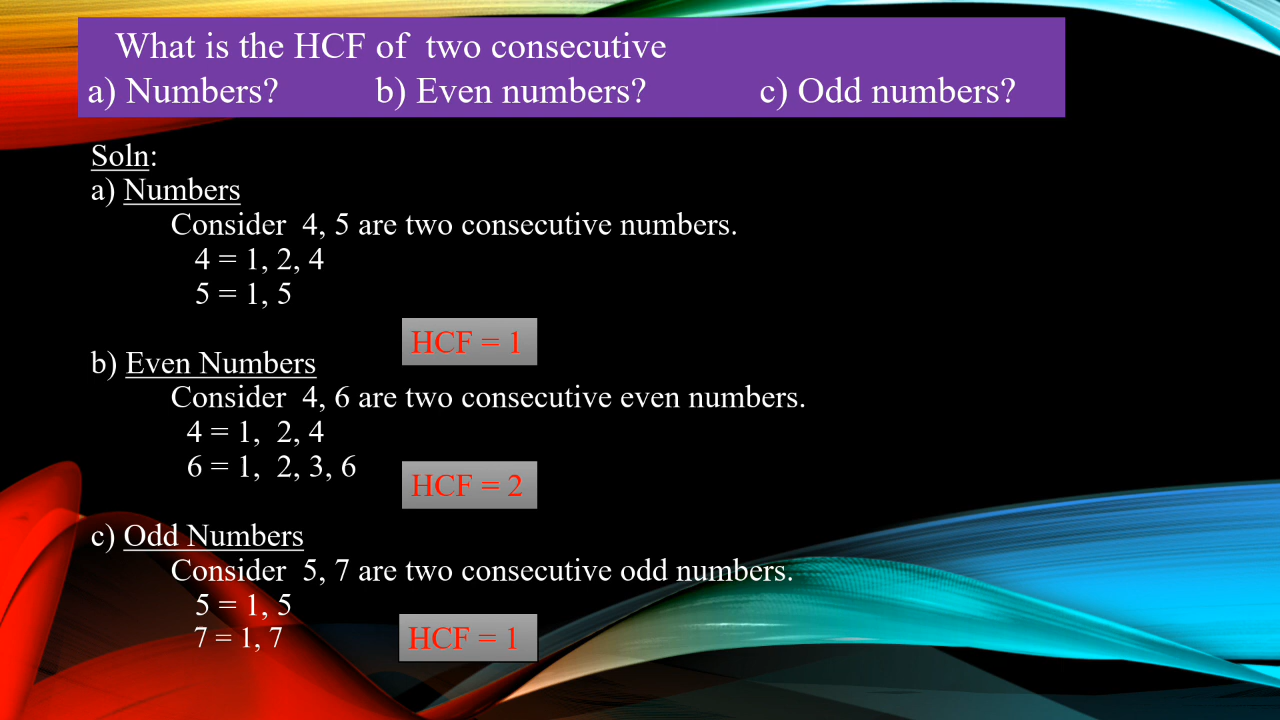 What is the HCF of two consecutive
a) Numbers? b) Even numbers? c) Odd numbers?
Soln:
a) Numbers
Consider 4, 5 are two consecutive numbers.
4 = 1, 2, 4
5 = 1, 5
HCF = 1
b) Even Numbers
Consider 4, 6 are two consecutive even numbers.
4 = 1, 2, 4
6 = 1, 2, 3, 6
HCF = 2
c) Odd Numbers
Consider 5, 7 are two consecutive odd numbers.
5 = 1, 5
7 = 1, 7
HCF = 1